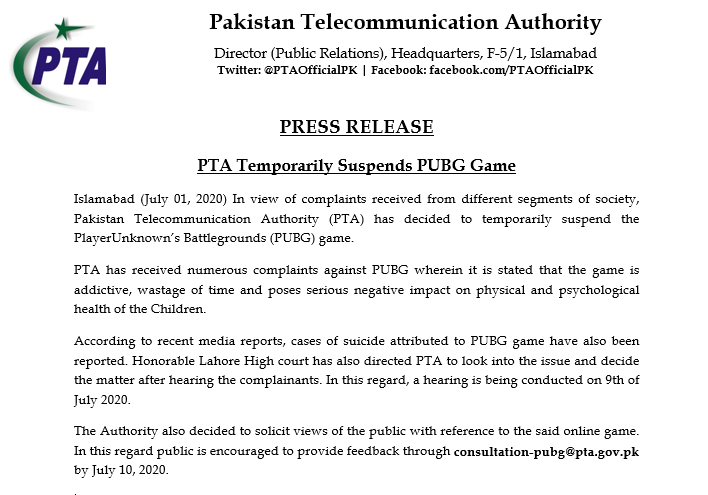 PTA
Pakistan Telecommunication Authority
Director (Public Relations), Headquarters, F-5/1, Islamabad
Twitter: @PTAOfficialPK | Facebook: facebook.com/PTAOfficialPK
PRESS RELEASE
PTA Temporarily Suspends PUBG Game
Islamabad (July 01, 2020) In view of complaints received from different segments of society,
Pakistan Telecommunication Authority (PTA) has decided to temporarily suspend the
PlayerUnknown's Battlegrounds (PUBG) game.
PTA has received numerous complaints against PUBG wherein it is stated that the game is
addictive, wastage of time and poses serious negative impact on physical and psychological
health of the Children.
According to recent media reports, cases of suicide attributed to PUBG game have also been
reported. Honorable Lahore High court has also directed PTA to look into the issue and decide
the matter after hearing the complainants. In this regard, a hearing is being conducted on 9th of
July 2020.
The Authority also decided to solicit views of the public with reference to the said online game.
In this regard public is encouraged to provide feedback through consultation-pubg@pta.gov.pk
by July 10, 2020.
.